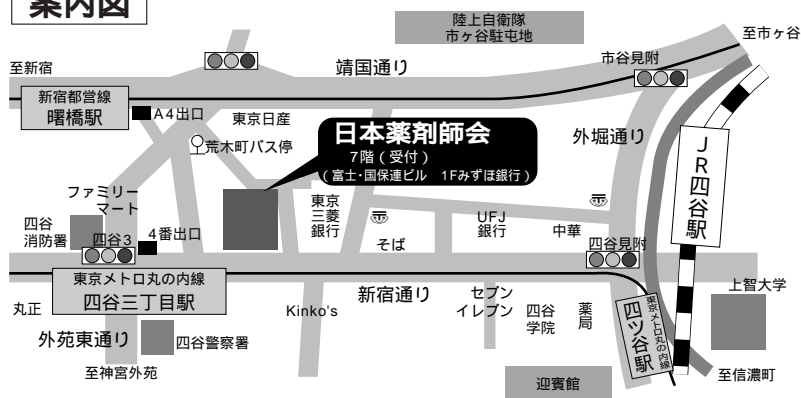 案内図
陸上自衛隊
市ヶ谷駐屯地
至市ヶ谷
至新宿
靖国通り
市谷見附
新宿都営線
曙橋駅
A4出口
東京日産
荒木町バス停
日本薬剤師会
7階(受付)
(富士・国保連ビル 1Fみずほ銀行)
外堀通り
JR四谷駅
ファミリー
マート
四谷
消防署
四谷3
4番出口
東京
三菱
銀行
そば
UFJ
銀行
中華
四谷見附
東京メトロ丸の内線
四谷三丁目駅
新宿通り
丸正
Kinko's
セブン
イレブン
四谷
学院
薬局
東京メトロ丸の内線
四ツ谷駅
上智大学
外苑東通り
四谷警察署
至神宮外苑
迎賓館
至信濃町